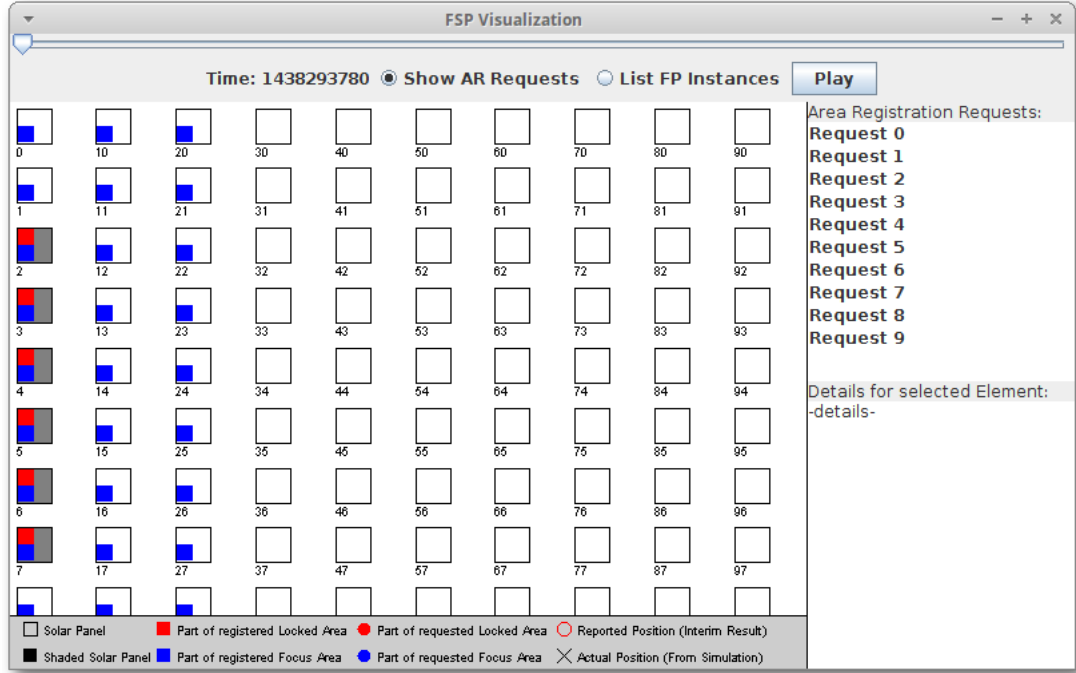 FSP Visualization
Time: 1438293780 Show AR Requests List FP Instances Play
0 10 20 30 40 50 60 70 80 90
1 11 21 31 41 51 61 71 81 91
2 12 22 32 42 52 62 72 82 92
3 13 23 33 43 53 63 73 83 93
4 14 24 34 44 54 64 74 84 94
5 15 25 35 45 55 65 75 85 95
6 16 26 36 46 56 66 76 86 96
7 17 27 37 47 57 67 77 87 97
Solar Panel Part of registered Locked Area Part of requested Locked Area Reported Position (Interim Result)
Shaded Solar Panel Part of registered Focus Area Part of requested Focus Area Actual Position (From Simulation)
Area Registration Requests:
Request 0
Request 1
Request 2
Request 3
Request 4
Request 5
Request 6
Request 7
Request 8
Request 9
Details for selected Element:
-details-